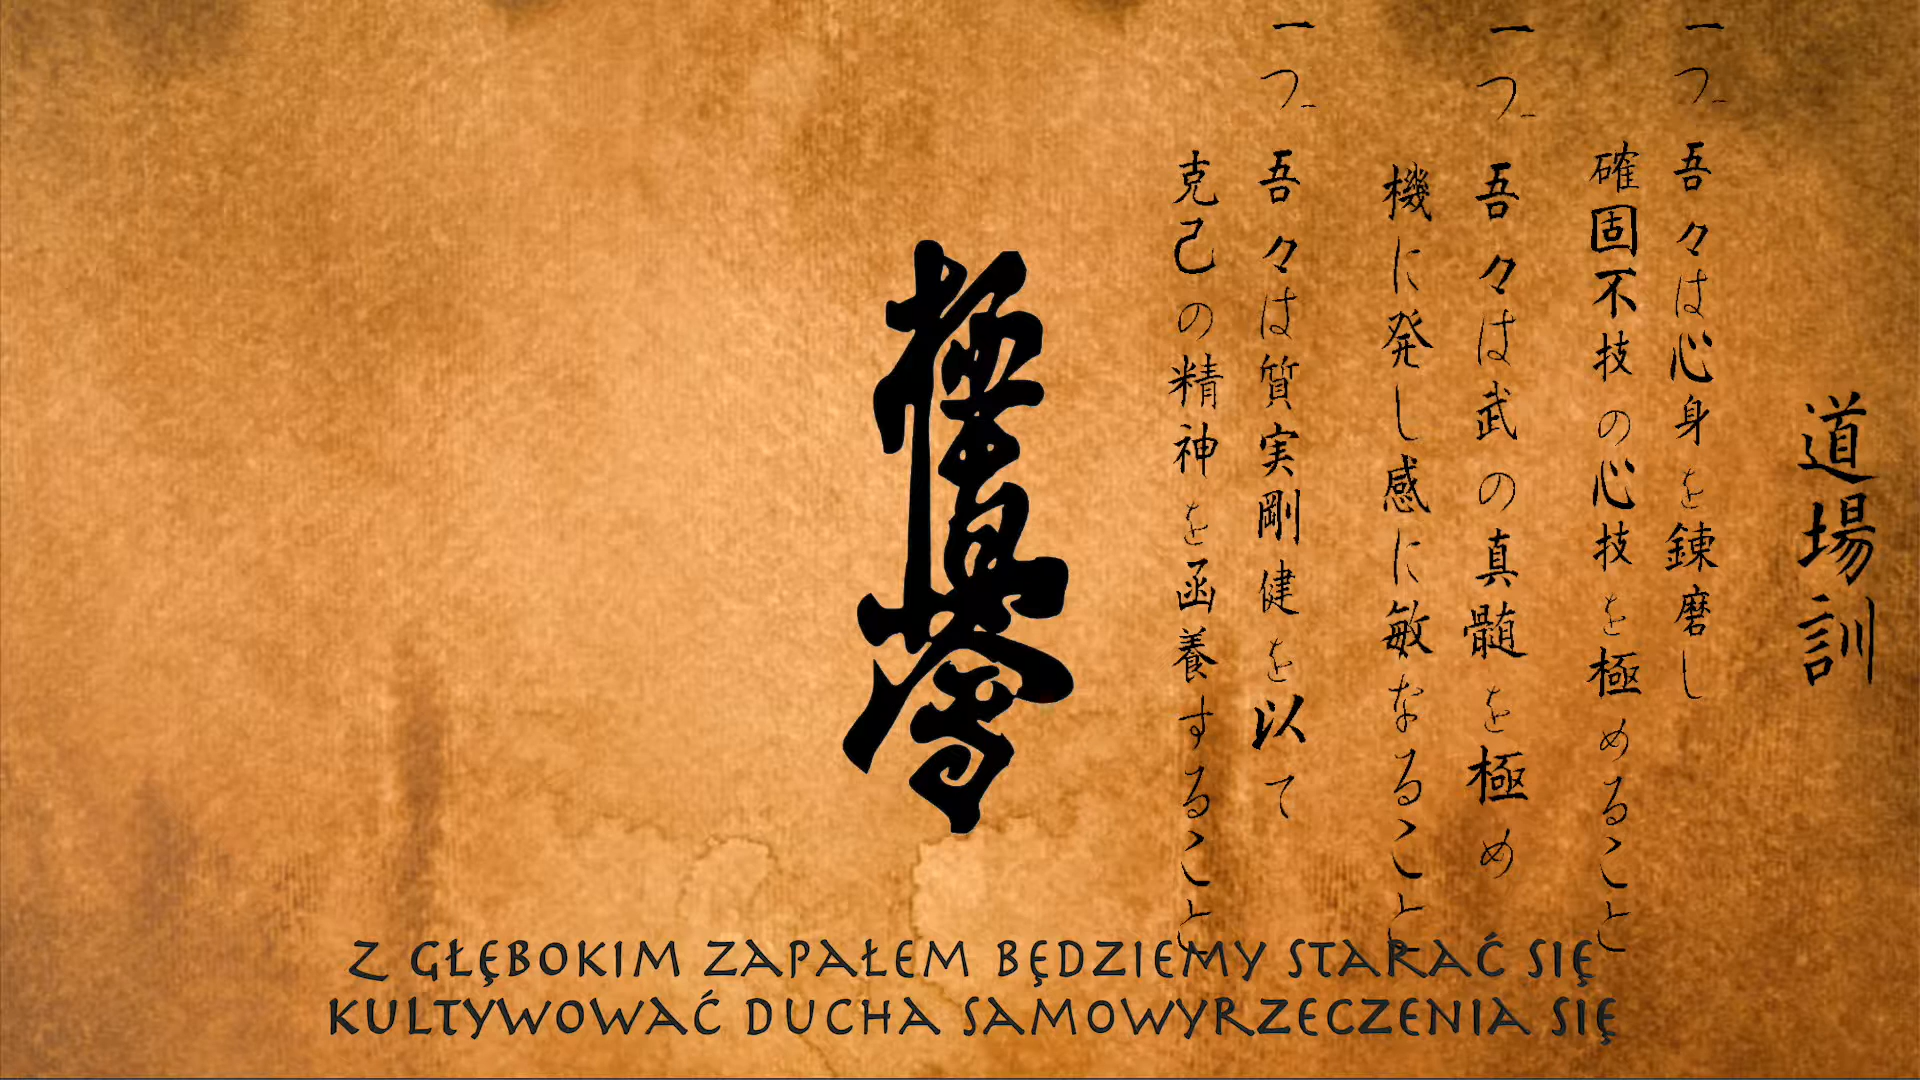 道場訓
一つ、吾々は心身を錬磨し
確固不技の心技を極めること
一つ、吾々は武の真髄を極め
機に発し感に敏なること
一つ、吾々は質実剛健を以て
克己の精神を函養すること
極真会
Z GŁĘBOKIM ZAPAŁEM BĘDZIEMY STARAĆ SIĘ
KULTYWOWAĆ DUCHA SAMOWYRZECZENIA SIĘ